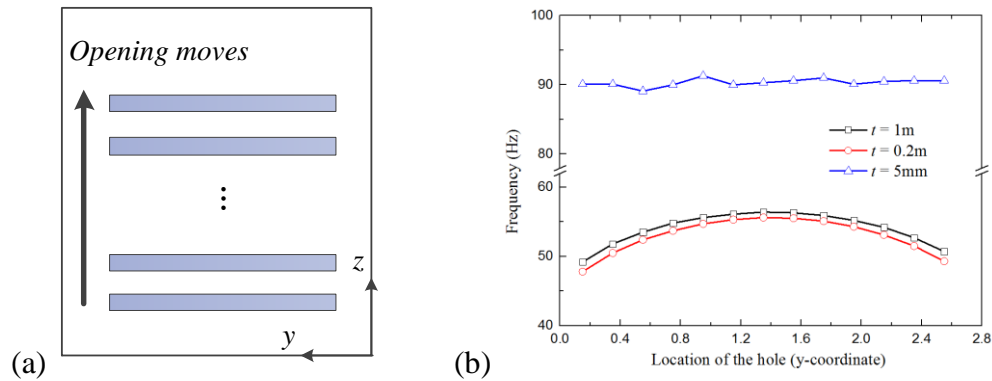 Opening moves
z
y
(a)
100
90
80
60
50
40
Frequency (Hz)
t = 1m
t = 0.2m
t = 5mm
0.0 0.4 0.8 1.2 1.6 2.0 2.4 2.8
Location of the hole (y-coordinate)
(b)